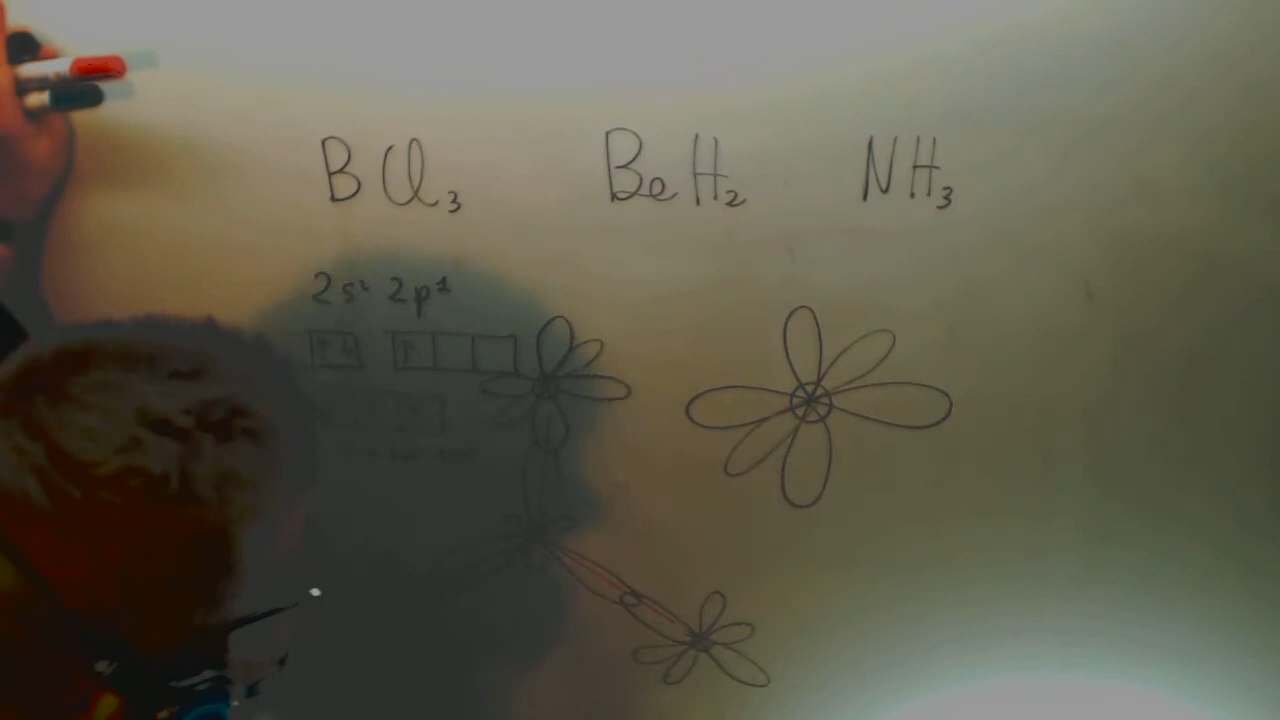 BCl₃ BeH₂ NH₃
2s² 2p¹